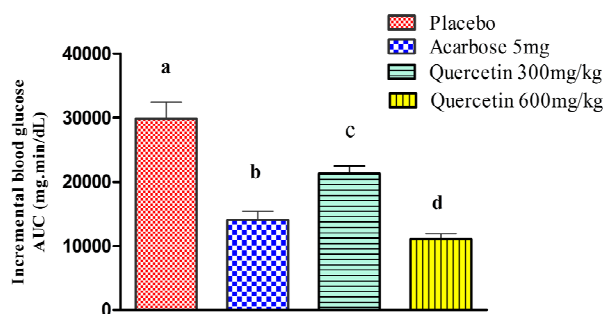 Placebo
Acarbose 5mg
Quercetin 300mg/kg
Quercetin 600mg/kg
Incremental blood glucose
AUC (mg.min/dL)
40000
30000
20000
10000
0
a
b
c
d